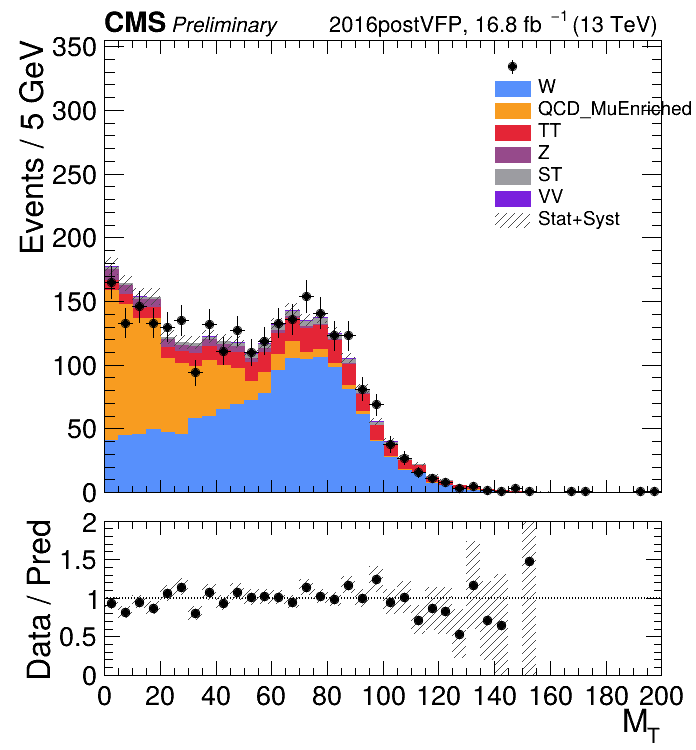 CMS Preliminary 2016postVFP, 16.8 fb ⁻¹ (13 TeV)
Events / 5 GeV
350
300
250
200
150
100
50
0
W
QCD_MuEnriched
TT
Z
ST
VV
Stat+Syst
Data / Pred
2
1.5
1
0.5
0
0 20 40 60 80 100 120 140 160 180 200
M_T